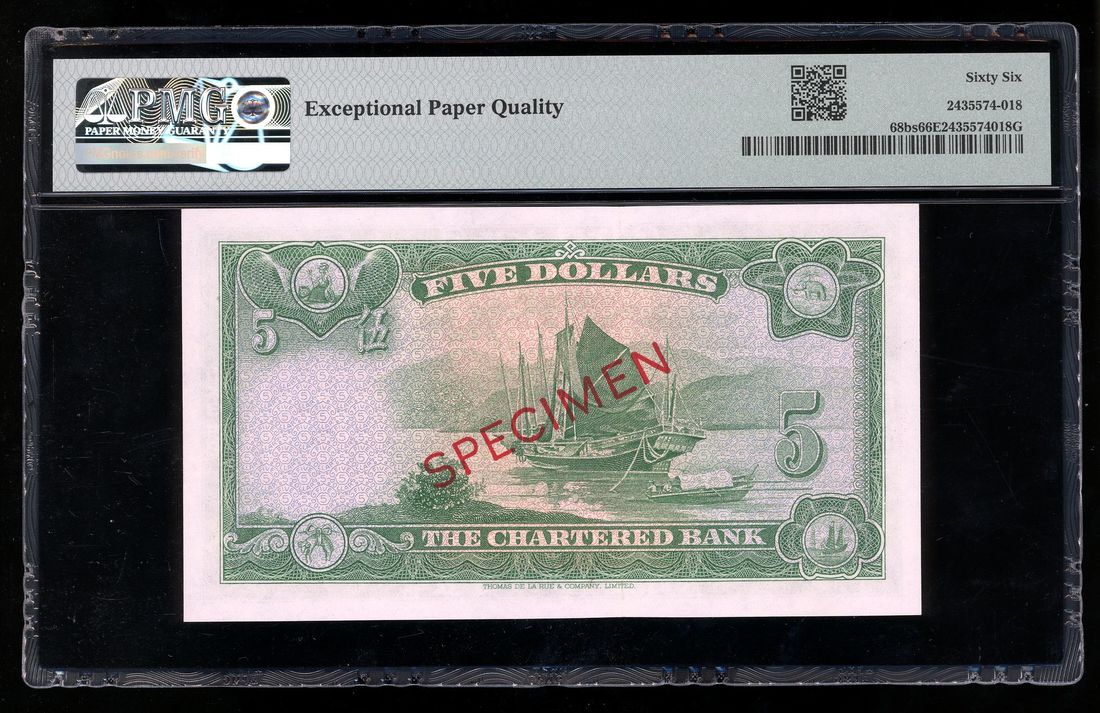 PMG
PAPER MONEY GUARANTY
Exceptional Paper Quality
Sixty Six
2435574-018
68bs66E2435574018G
FIVE DOLLARS
5
伍
SPECIMEN
5
THE CHARTERED BANK
THOMAS DE LA RUE & COMPANY, LIMITED.